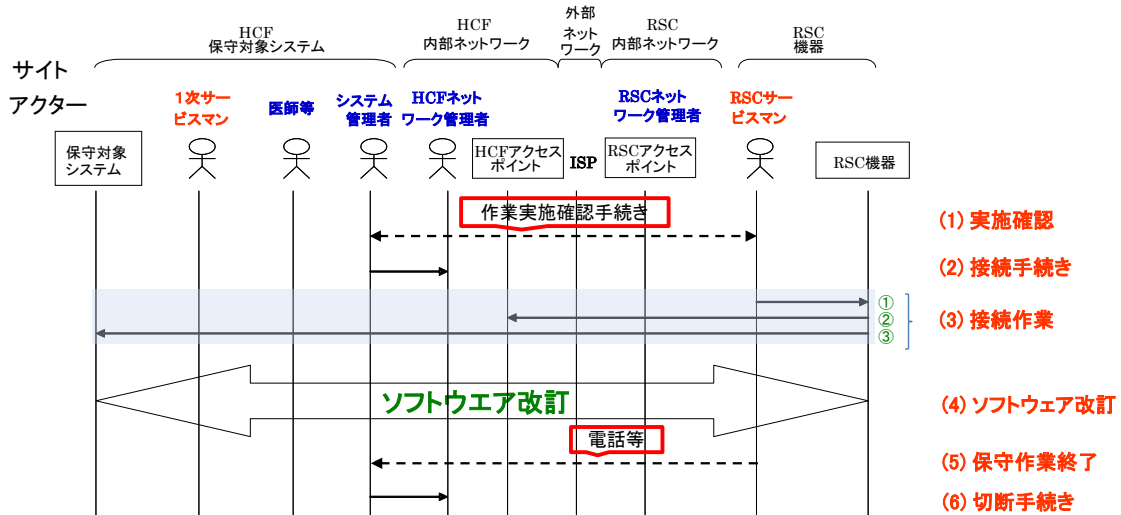 HCF
保守対象システム
HCF
内部ネットワーク
外部
ネット
ワーク
RSC
内部ネットワーク
RSC
機器
サイト
アクター
1次サー
ビスマン
医師等
システム
管理者
HCFネット
ワーク管理者
RSCネット
ワーク管理者
RSCサー
ビスマン
保守対象
システム
HCFアクセス
ポイント
ISP
RSCアクセス
ポイント
RSC機器
作業実施確認手続き
(1) 実施確認
(2) 接続手続き
①
②
③
(3) 接続作業
ソフトウエア改訂
(4) ソフトウェア改訂
電話等
(5) 保守作業終了
(6) 切断手続き